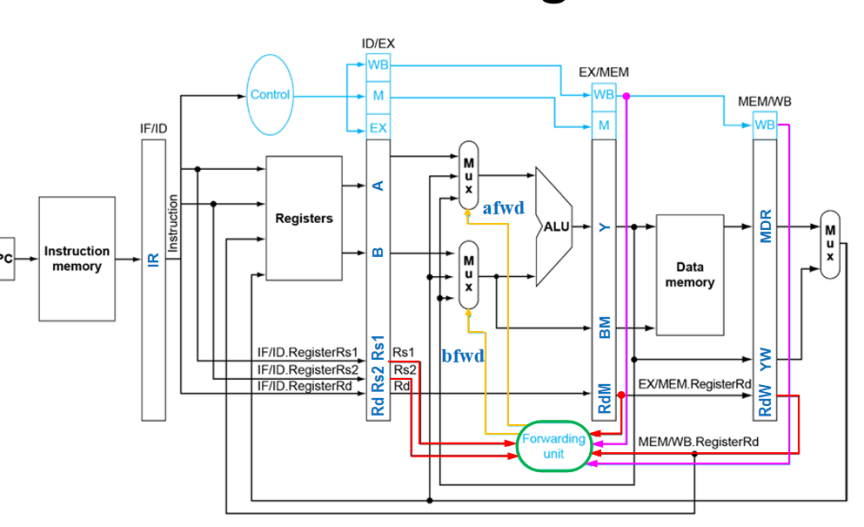 ID/EX
WB
M
EX
EX/MEM
WB
M
MEM/WB
WB
Control
IF/ID
IR
Instruction
PC
Instruction
memory
Registers
A
B
Mux
Mux
afwd
bfwd
ALU
Y
BM
Data
memory
MDR
YW
Mux
IF/ID.RegisterRs1
IF/ID.RegisterRs2
IF/ID.RegisterRd
Rd Rs2 Rs1
Rs1
Rs2
Rd
RdM
EX/MEM.RegisterRd
RdW
Forwarding
unit
MEM/WB.RegisterRd